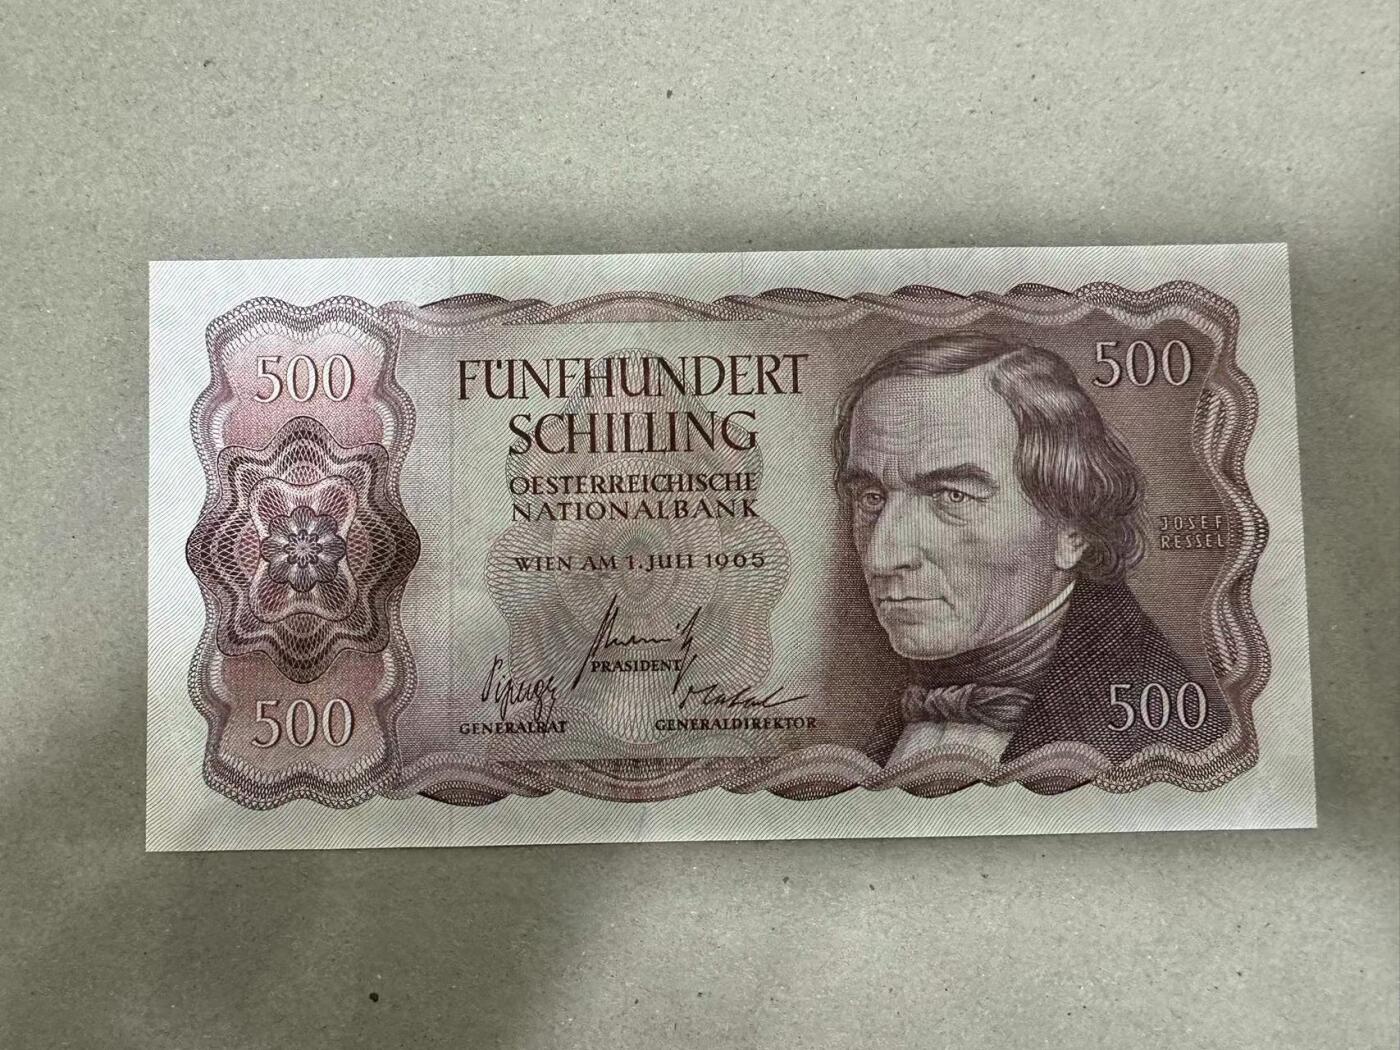 500
500
FÜNFHUNDERT
SCHILLING
OESTERREICHISCHE
NATIONALBANK
WIEN AM 1. JULI 1965
JOSEF
RESSEL
PRÄSIDENT
GENERALRAT
GENERALDIREKTOR
500
500